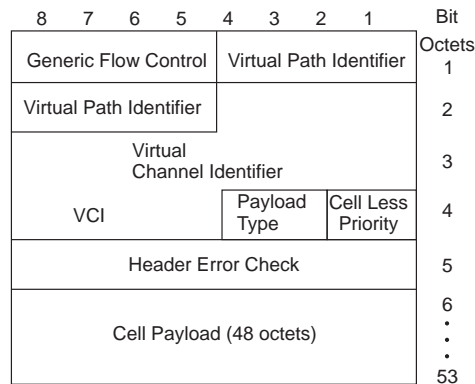 8 7 6 5 4 3 2 1 Bit
Octets
Generic Flow Control Virtual Path Identifier 1
Virtual Path Identifier 2
Virtual
Channel Identifier 3
VCI Payload
Type Cell Less
Priority 4
Header Error Check 5
Cell Payload (48 octets) 6
•
•
•
53